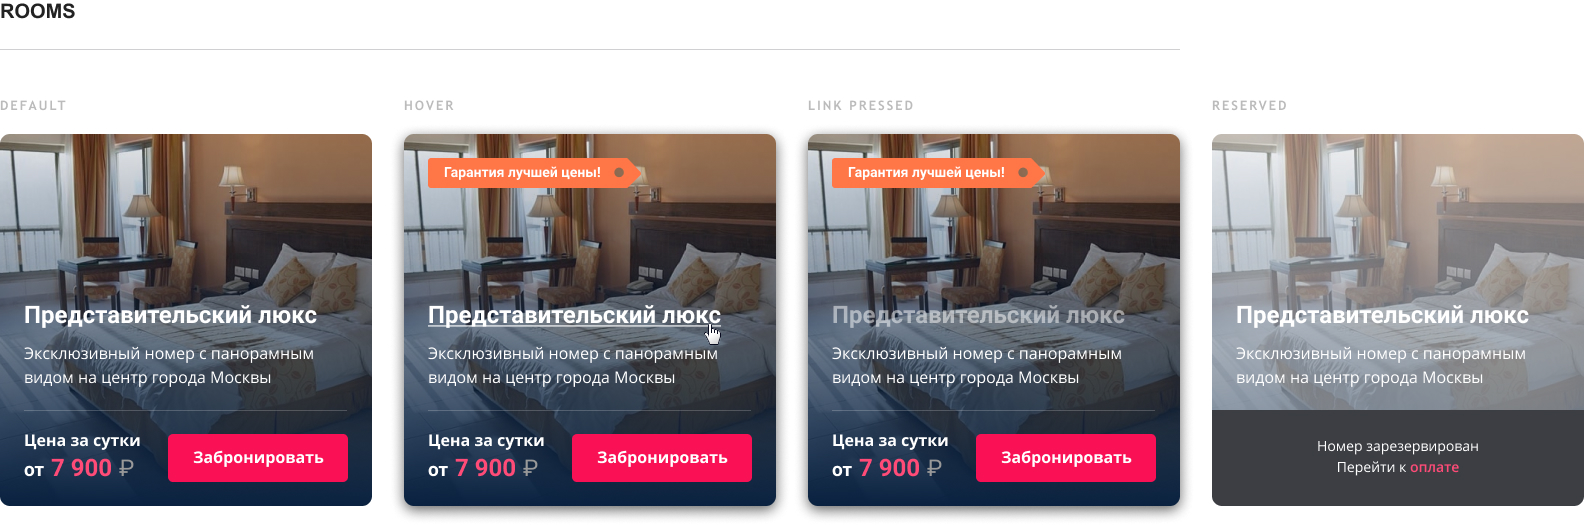 ROOMS
DEFAULT
Представительский люкс
Эксклюзивный номер с панорамным
видом на центр города Москвы
Цена за сутки
от 7 900 ₽
Забронировать
HOVER
Гарантия лучшей цены!
Представительский люкс
Эксклюзивный номер с панорамным
видом на центр города Москвы
Цена за сутки
от 7 900 ₽
Забронировать
LINK PRESSED
Гарантия лучшей цены!
Представительский люкс
Эксклюзивный номер с панорамным
видом на центр города Москвы
Цена за сутки
от 7 900 ₽
Забронировать
RESERVED
Представительский люкс
Эксклюзивный номер с панорамным
видом на центр города Москвы
Номер зарезервирован
Перейти к оплате